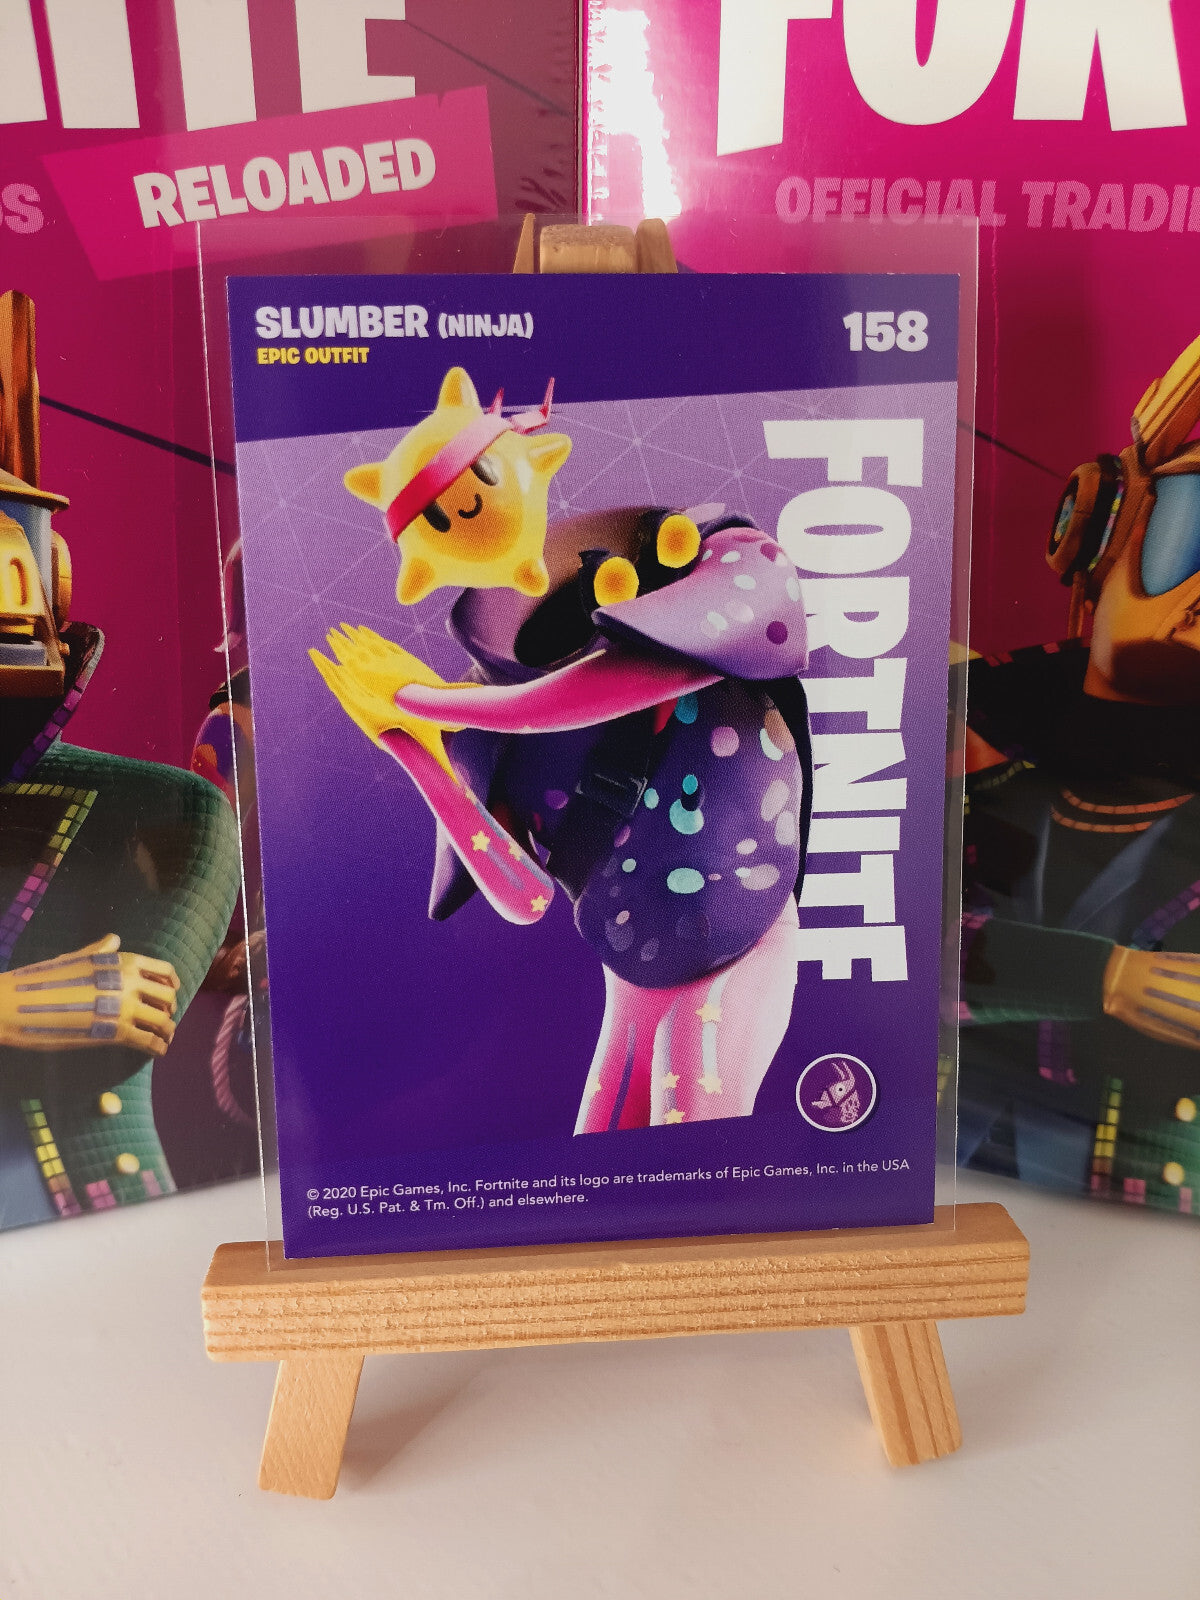 RELOADED
OFFICIAL
SLUMBER (NINJA)
EPIC OUTFIT
158
FORTNITE
© 2020 Epic Games, Inc. Fortnite and its logo are trademarks of Epic Games, Inc. in the USA
(Reg. U.S. Pat. & Tm. Off.) and elsewhere.